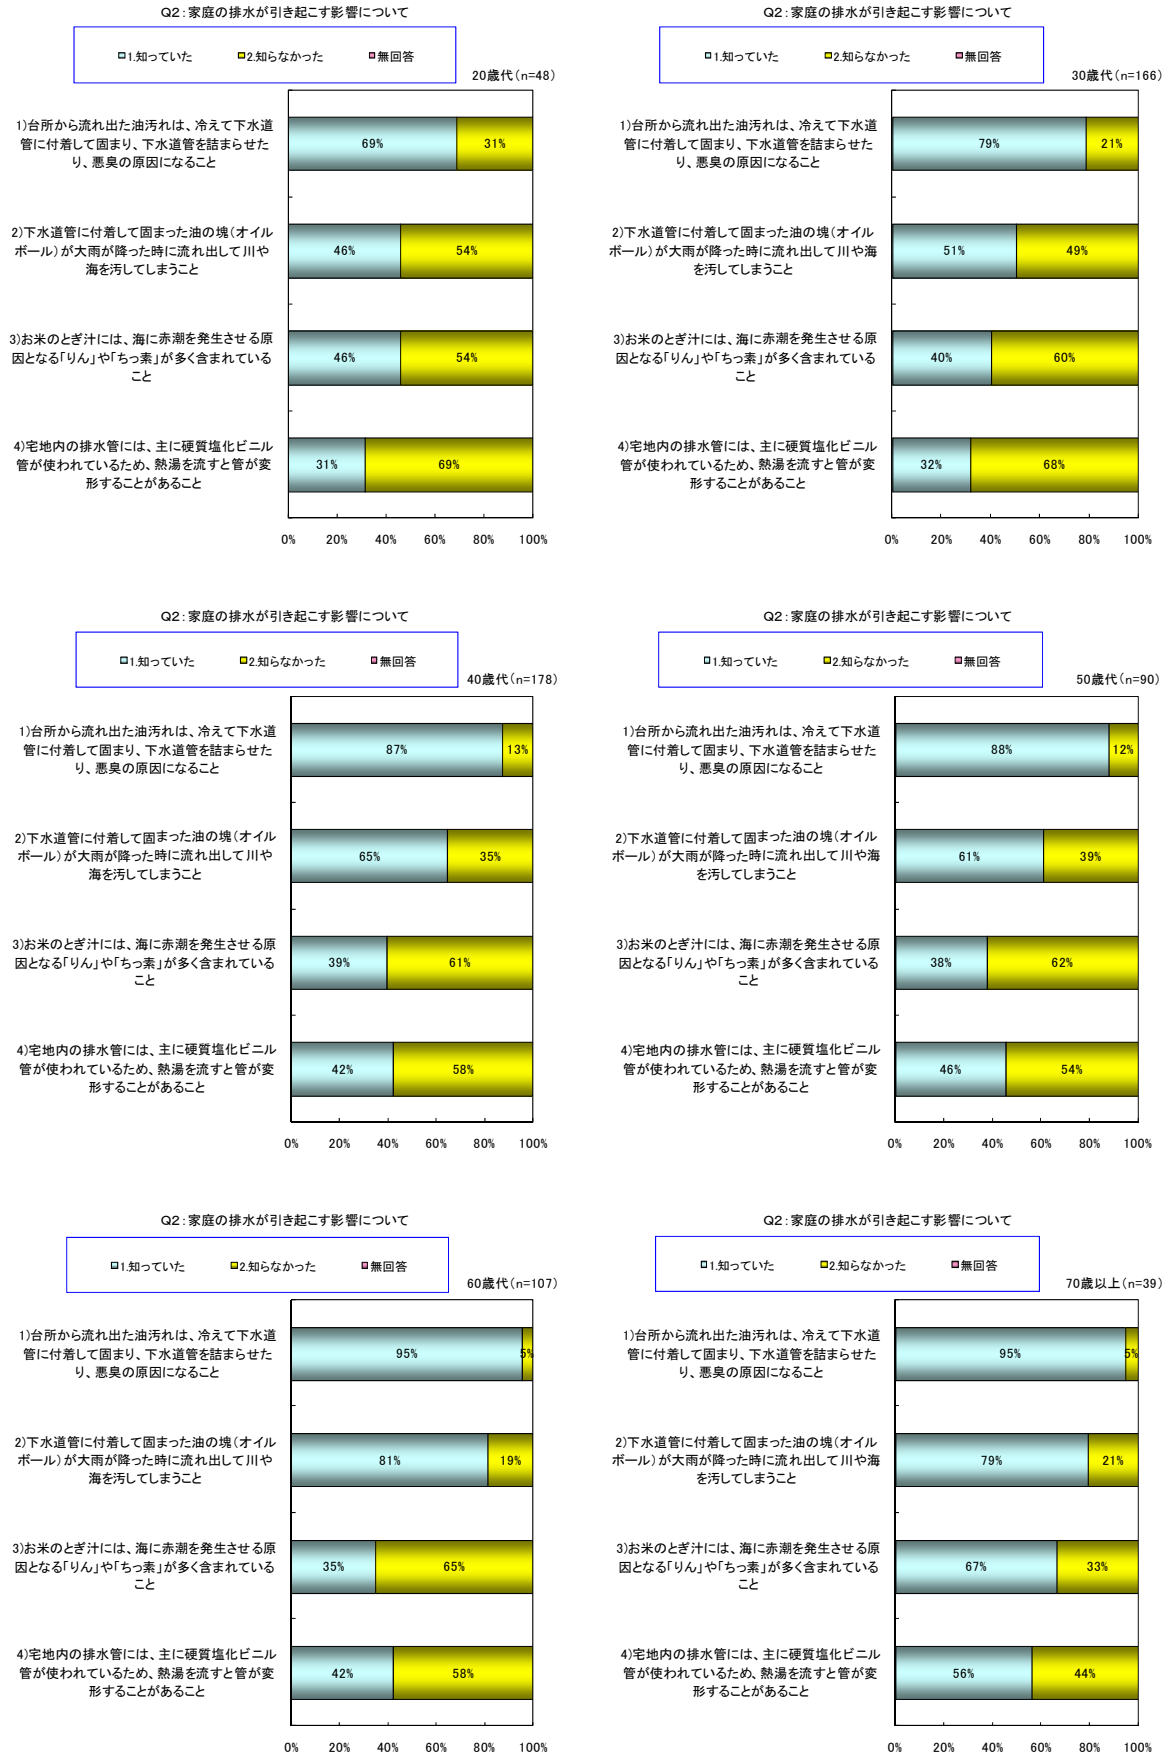 Q2：家庭の排水が引き起こす影響について
1.知っていた 2.知らなかった 無回答
20歳代（n=48）
1)台所から流れ出た油汚れは、冷えて下水道
管に付着して固まり、下水道管を詰まらせた
り、悪臭の原因になること
69% 31%
2)下水道管に付着して固まった油の塊（オイル
ボール）が大雨が降った時に流れ出して川や
海を汚してしまうこと
46% 54%
3)お米のとぎ汁には、海に赤潮を発生させる原
因となる「りん」や「ちっ素」が多く含まれている
こと
46% 54%
4)宅地内の排水管には、主に硬質塩化ビニル
管が使われているため、熱湯を流すと管が変
形することがあること
31% 69%
0% 20% 40% 60% 80% 100%
Q2：家庭の排水が引き起こす影響について
1.知っていた 2.知らなかった 無回答
30歳代（n=166）
1)台所から流れ出た油汚れは、冷えて下水道
管に付着して固まり、下水道管を詰まらせた
り、悪臭の原因になること
79% 21%
2)下水道管に付着して固まった油の塊（オイル
ボール）が大雨が降った時に流れ出して川や海
を汚してしまうこと
51% 49%
3)お米のとぎ汁には、海に赤潮を発生させる原
因となる「りん」や「ちっ素」が多く含まれている
こと
40% 60%
4)宅地内の排水管には、主に硬質塩化ビニル
管が使われているため、熱湯を流すと管が変
形することがあること
32% 68%
0% 20% 40% 60% 80% 100%
Q2：家庭の排水が引き起こす影響について
1.知っていた 2.知らなかった 無回答
40歳代（n=178）
1)台所から流れ出た油汚れは、冷えて下水道
管に付着して固まり、下水道管を詰まらせた
り、悪臭の原因になること
87% 13%
2)下水道管に付着して固まった油の塊（オイル
ボール）が大雨が降った時に流れ出して川や
海を汚してしまうこと
65% 35%
3)お米のとぎ汁には、海に赤潮を発生させる原
因となる「りん」や「ちっ素」が多く含まれている
こと
39% 61%
4)宅地内の排水管には、主に硬質塩化ビニル
管が使われているため、熱湯を流すと管が変
形することがあること
42% 58%
0% 20% 40% 60% 80% 100%
Q2：家庭の排水が引き起こす影響について
1.知っていた 2.知らなかった 無回答
50歳代（n=90）
1)台所から流れ出た油汚れは、冷えて下水道
管に付着して固まり、下水道管を詰まらせた
り、悪臭の原因になること
88% 12%
2)下水道管に付着して固まった油の塊（オイル
ボール）が大雨が降った時に流れ出して川や海
を汚してしまうこと
61% 39%
3)お米のとぎ汁には、海に赤潮を発生させる原
因となる「りん」や「ちっ素」が多く含まれている
こと
38% 62%
4)宅地内の排水管には、主に硬質塩化ビニル
管が使われているため、熱湯を流すと管が変
形することがあること
46% 54%
0% 20% 40% 60% 80% 100%
Q2：家庭の排水が引き起こす影響について
1.知っていた 2.知らなかった 無回答
60歳代（n=107）
1)台所から流れ出た油汚れは、冷えて下水道
管に付着して固まり、下水道管を詰まらせた
り、悪臭の原因になること
95% 5%
2)下水道管に付着して固まった油の塊（オイル
ボール）が大雨が降った時に流れ出して川や
海を汚してしまうこと
81% 19%
3)お米のとぎ汁には、海に赤潮を発生させる原
因となる「りん」や「ちっ素」が多く含まれている
こと
35% 65%
4)宅地内の排水管には、主に硬質塩化ビニル
管が使われているため、熱湯を流すと管が変
形することがあること
42% 58%
0% 20% 40% 60% 80% 100%
Q2：家庭の排水が引き起こす影響について
1.知っていた 2.知らなかった 無回答
70歳以上（n=39）
1)台所から流れ出た油汚れは、冷えて下水道
管に付着して固まり、下水道管を詰まらせた
り、悪臭の原因になること
95% 5%
2)下水道管に付着して固まった油の塊（オイル
ボール）が大雨が降った時に流れ出して川や海
を汚してしまうこと
79% 21%
3)お米のとぎ汁には、海に赤潮を発生させる原
因となる「りん」や「ちっ素」が多く含まれている
こと
67% 33%
4)宅地内の排水管には、主に硬質塩化ビニル
管が使われているため、熱湯を流すと管が変
形することがあること
56% 44%
0% 20% 40% 60% 80% 100%